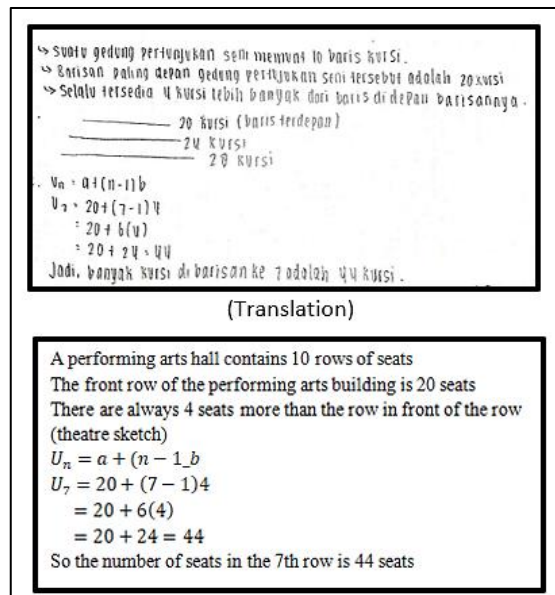 ↳ Suatu gedung pertunjukan seni memuat 10 baris kursi.
↳ Barisan paling depan gedung pertunjukan seni tersebut adalah 20 kursi
↳ Selalu tersedia 4 kursi lebih banyak dari baris di depan barisannya.
20 kursi (baris terdepan)
24 kursi
28 kursi
Un = a+(n-1)b
U7 = 20+(7-1)4
= 20+6(4)
= 20+24=44
Jadi, banyak kursi di barisan ke 7 adalah 44 kursi.
(Translation)
A performing arts hall contains 10 rows of seats
The front row of the performing arts building is 20 seats
There are always 4 seats more than the row in front of the row
(theatre sketch)
Uₙ = a + (n − 1_b
U₇ = 20 + (7 − 1)4
= 20 + 6(4)
= 20 + 24 = 44
So the number of seats in the 7th row is 44 seats